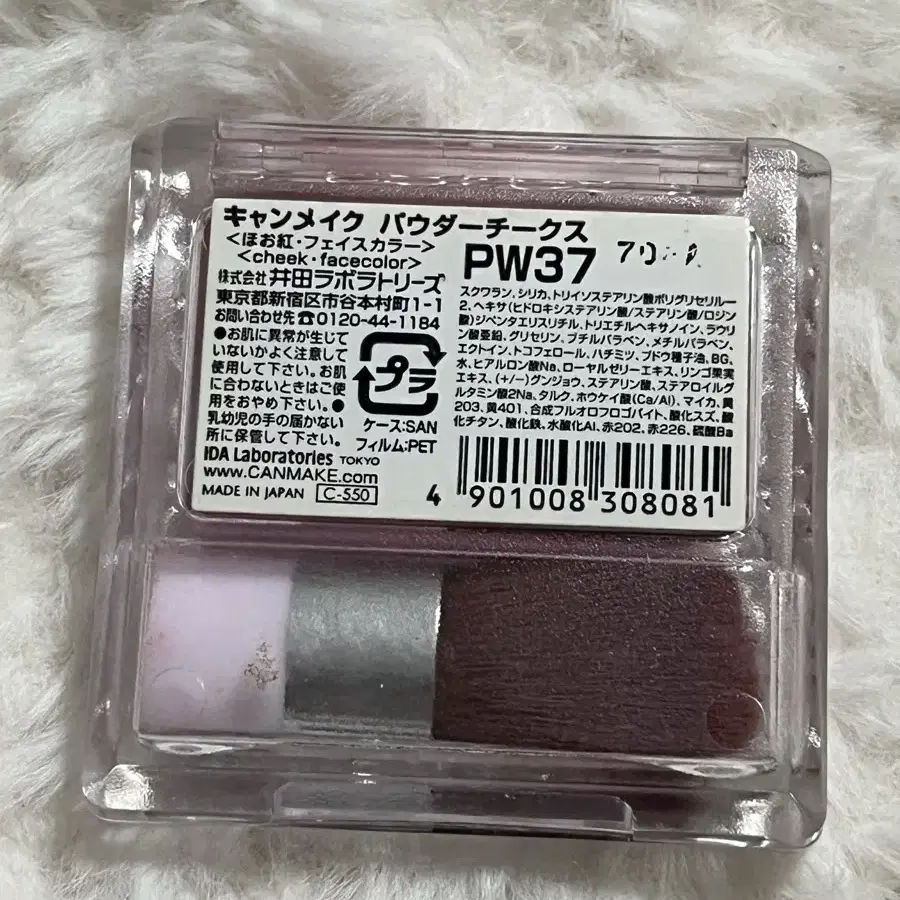 キャンメイク パウダーチークス
<ほお紅・フェイスカラー>
<cheek・facecolor>
株式会社 井田ラボラトリーズ
東京都新宿区市谷本村町1-1
お問い合わせ先☎0120-44-1184
●お肌に異常が生じて
いないかよく注意して
使用して下さい。お肌
に合わないときはご使
用をおやめ下さい。●
乳幼児の手の届かない
所に保管して下さい。
プラ
ケース:SAN
フィルム:PET
IDA Laboratories TOKYO
www.CANMAKE.com
MADE IN JAPAN C-550
PW37
スクワラン、シリカ、トリイソステアリン酸ポリグリセリル-
2、ヘキサ(ヒドロキシステアリン酸/ステアリン酸/ロジン
酸)ジペンタエリスリチル、トリエチルヘキサノイン、ラウリ
ン酸亜鉛、グリセリン、ブチルパラベン、メチルパラベン、
エクトイン、トコフェロール、ハチミツ、ブドウ種子油、BG、
水、ヒアルロン酸Na、ローヤルゼリーエキス、リンゴ果実
エキス、(+/-)グンジョウ、ステアリン酸、ステアロイルグ
ルタミン酸2Na、タルク、ホウケイ酸(Ca/Al)、マイカ、黄
203、黄401、合成フルオロフロゴパイト、酸化スズ、酸
化チタン、酸化鉄、水酸化Al、赤202、赤226、硫酸Ba
4 901008 308081